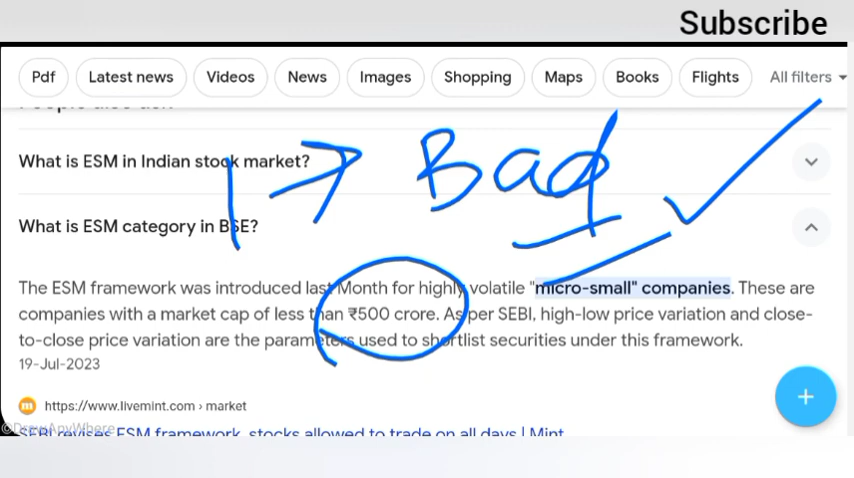 Subscribe
Pdf Latest news Videos News Images Shopping Maps Books Flights All filters
People also ask
What is ESM in Indian stock market?
1 → Bad
What is ESM category in BSE?
The ESM framework was introduced last Month for highly volatile "micro-small" companies. These are
companies with a market cap of less than ₹500 crore. As per SEBI, high-low price variation and close-
to-close price variation are the parameters used to shortlist securities under this framework.
19-Jul-2023
m https://www.livemint.com › market
©DrawAnyWhere
SEBI revises ESM framework, stocks allowed to trade on all days | Mint